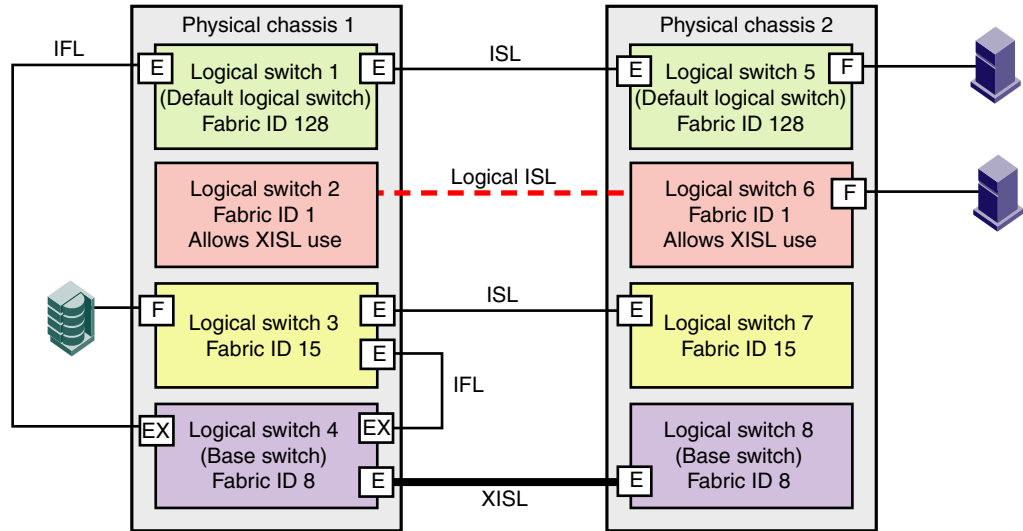 Physical chassis 1
Physical chassis 2
IFL
E
Logical switch 1
(Default logical switch)
Fabric ID 128
E
ISL
E
Logical switch 5
(Default logical switch)
Fabric ID 128
F
Logical switch 2
Fabric ID 1
Allows XISL use
Logical ISL
Logical switch 6
Fabric ID 1
Allows XISL use
F
F
Logical switch 3
Fabric ID 15
E
E
ISL
E
Logical switch 7
Fabric ID 15
IFL
EX
Logical switch 4
(Base switch)
Fabric ID 8
EX
E
XISL
E
Logical switch 8
(Base switch)
Fabric ID 8